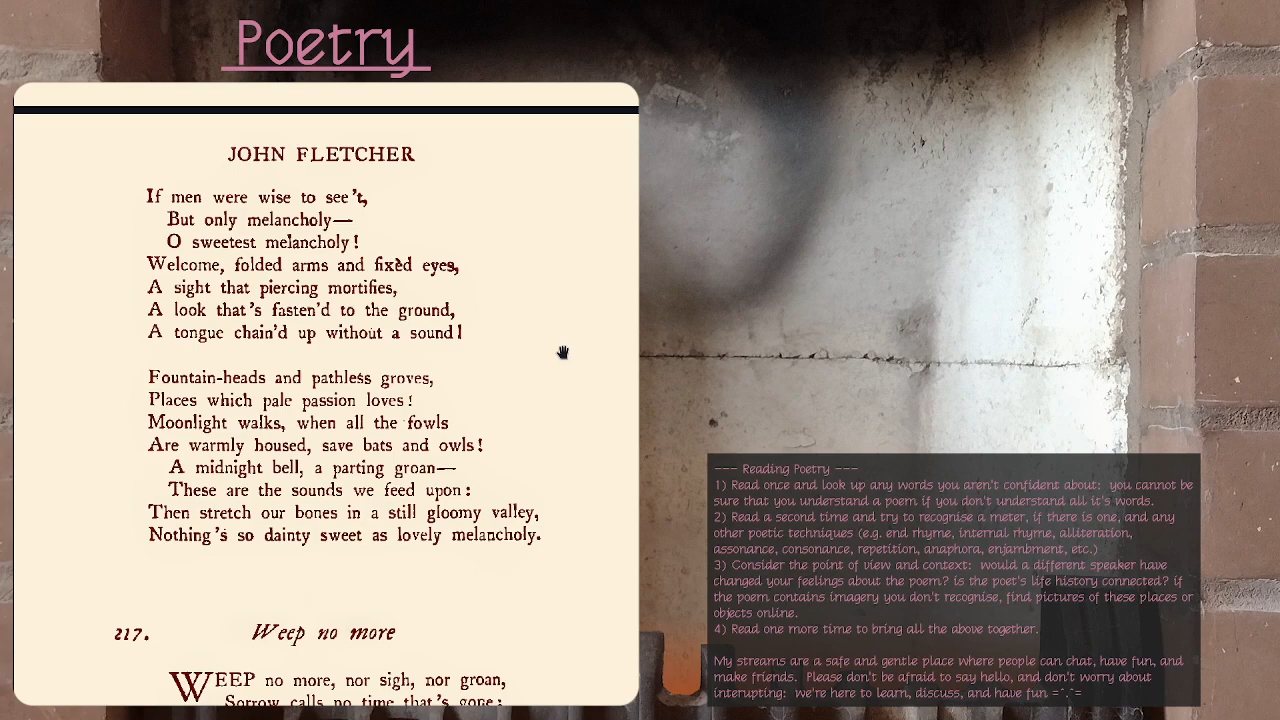 Poetry
JOHN FLETCHER
If men were wise to see't,
But only melancholy—
O sweetest melancholy!
Welcome, folded arms and fixèd eyes,
A sight that piercing mortifies,
A look that's fasten'd to the ground,
A tongue chain'd up without a sound!
Fountain-heads and pathless groves,
Places which pale passion loves!
Moonlight walks, when all the fowls
Are warmly housed, save bats and owls!
A midnight bell, a parting groan—
These are the sounds we feed upon:
Then stretch our bones in a still gloomy valley,
Nothing's so dainty sweet as lovely melancholy.
217. Weep no more
WEEP no more, nor sigh, nor groan,
Sorrow calls no time that's gone:
--- Reading Poetry ---
1) Read once and look up any words you aren't confident about: you cannot be
sure that you understand a poem if you don't understand all it's words.
2) Read a second time and try to recognise a meter, if there is one, and any
other poetic techniques (e.g. end rhyme, internal rhyme, alliteration,
assonance, consonance, repetition, anaphora, enjambment, etc.)
3) Consider the point of view and context: would a different speaker have
changed your feelings about the poem? is the poet's life history connected? if
the poem contains imagery you don't recognise, find pictures of these places or
objects online.
4) Read one more time to bring all the above together.
My streams are a safe and gentle place where people can chat, have fun, and
make friends. Please don't be afraid to say hello, and don't worry about
interupting: we're here to learn, discuss, and have fun =^.^=